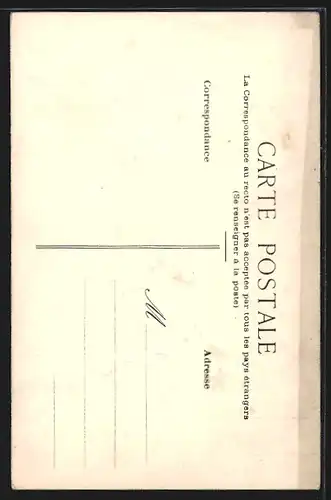 CARTE POSTALE
La Correspondance au recto n'est pas acceptée par tous les pays étrangers
(Se renseigner à la poste)
Correspondance
Adresse
M